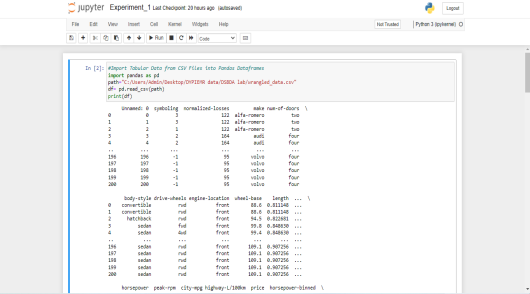 jupyter Experiment_1 Last Checkpoint: 20 hours ago (autosaved)
Logout
File Edit View Insert Cell Kernel Widgets Help
Not Trusted
Python 3 (ipykernel)
Run
Code
In [2]: #Import Tabular Data from CSV Files into Pandas Dataframes
import pandas as pd
path="C:/Users/Admin/Desktop/DYPIEMR data/DSBDA lab/wrangled_data.csv"
df= pd.read_csv(path)
print(df)
Unnamed: 0 symboling normalized-losses make num-of-doors \
0 0 3 122 alfa-romero two
1 1 3 122 alfa-romero two
2 2 1 122 alfa-romero two
3 3 2 164 audi four
4 4 2 164 audi four
.. ... ... ... ... ...
196 196 -1 95 volvo four
197 197 -1 95 volvo four
198 198 -1 95 volvo four
199 199 -1 95 volvo four
200 200 -1 95 volvo four
body-style drive-wheels engine-location wheel-base length ... \
0 convertible rwd front 88.6 0.811148 ...
1 convertible rwd front 88.6 0.811148 ...
2 hatchback rwd front 94.5 0.822681 ...
3 sedan fwd front 99.8 0.848630 ...
4 sedan 4wd front 99.4 0.848630 ...
.. ... ... ... ... ... ...
196 sedan rwd front 109.1 0.907256 ...
197 sedan rwd front 109.1 0.907256 ...
198 sedan rwd front 109.1 0.907256 ...
199 sedan rwd front 109.1 0.907256 ...
200 sedan rwd front 109.1 0.907256 ...
horsepower peak-rpm city-mpg highway-L/100km price horsepower-binned \